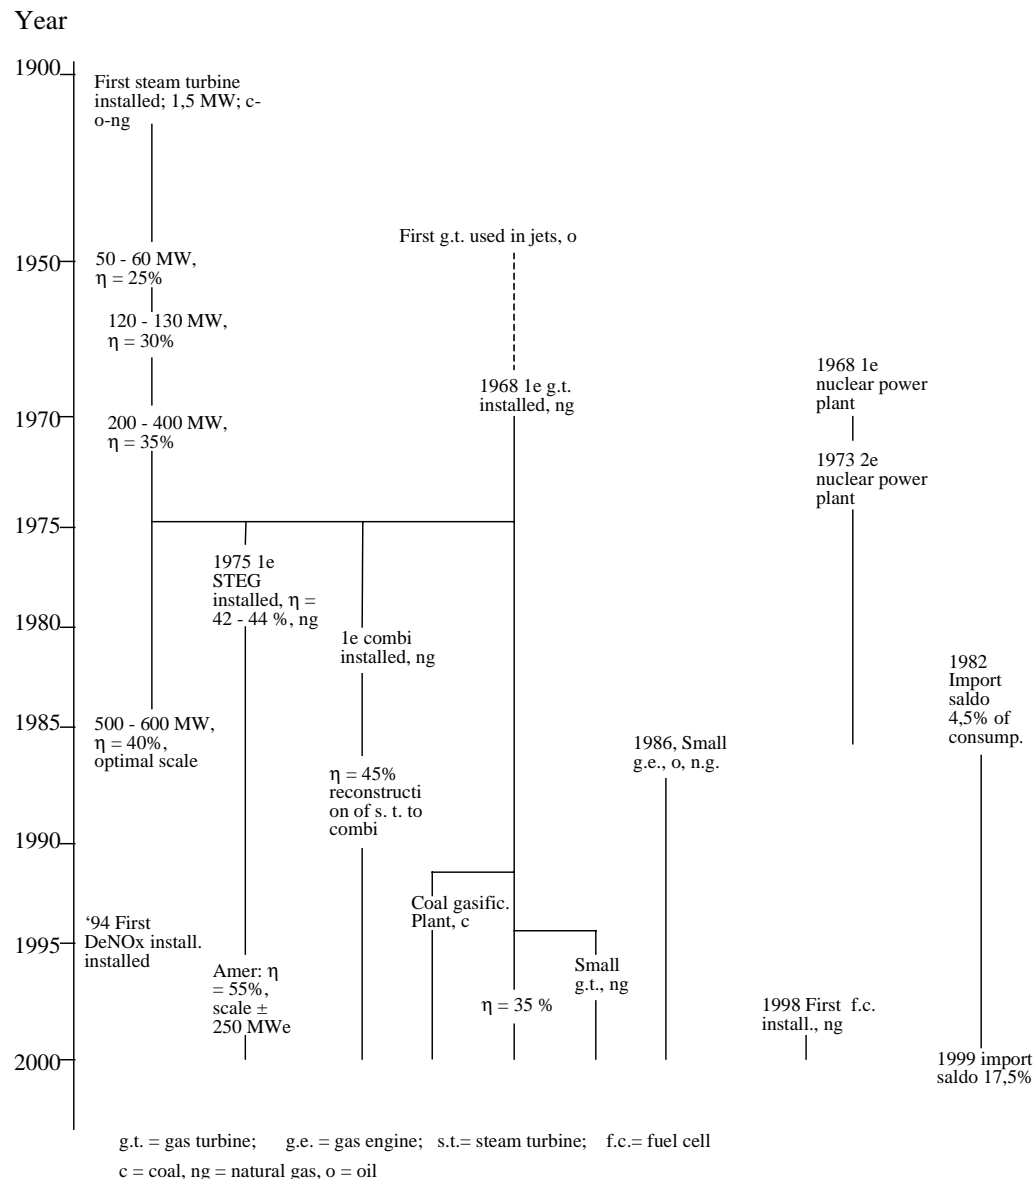 Year
1900
First steam turbine
installed; 1,5 MW; c-
o-ng
First g.t. used in jets, o
1950
50 - 60 MW,
η = 25%
120 - 130 MW,
η = 30%
1968 1e
nuclear power
plant
1968 1e g.t.
installed, ng
1970
200 - 400 MW,
η = 35%
1973 2e
nuclear power
plant
1975
1975 1e
STEG
installed, η =
42 - 44 %, ng
1980
1e combi
installed, ng
1982
Import
saldo
4,5% of
consump.
1985
500 - 600 MW,
η = 40%,
optimal scale
1986, Small
g.e., o, n.g.
η = 45%
reconstructi
on of s. t. to
combi
1990
Coal gasific.
Plant, c
‘94 First
DeNOx install.
installed
1995
Amer: η
= 55%,
scale ±
250 MWe
Small
g.t., ng
η = 35 %
1998 First f.c.
install., ng
2000
1999 import
saldo 17,5%
g.t. = gas turbine; g.e. = gas engine; s.t.= steam turbine; f.c.= fuel cell
c = coal, ng = natural gas, o = oil